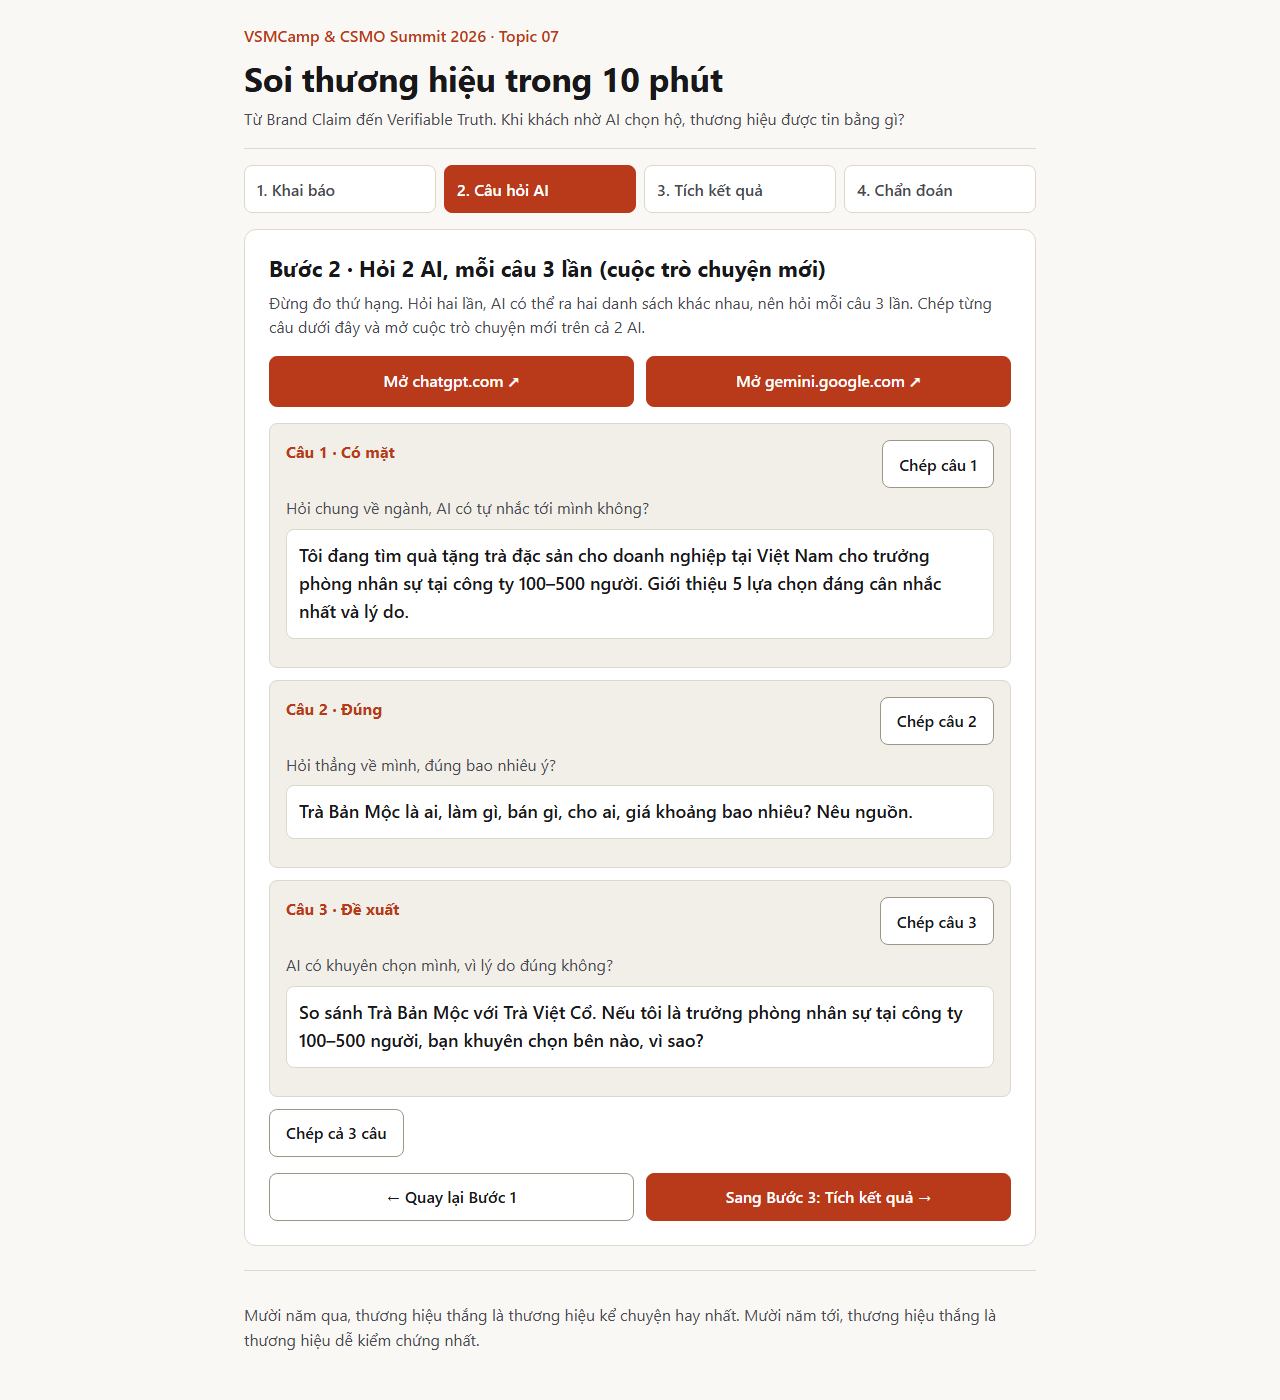 VSMCamp & CSMO Summit 2026 · Topic 07
Soi thương hiệu trong 10 phút
Từ Brand Claim đến Verifiable Truth. Khi khách nhờ AI chọn hộ, thương hiệu được tin bằng gì?
1. Khai báo
2. Câu hỏi AI
3. Tích kết quả
4. Chẩn đoán
Bước 2 · Hỏi 2 AI, mỗi câu 3 lần (cuộc trò chuyện mới)
Đừng đo thứ hạng. Hỏi hai lần, AI có thể ra hai danh sách khác nhau, nên hỏi mỗi câu 3 lần. Chép từng
câu dưới đây và mở cuộc trò chuyện mới trên cả 2 AI.
Mở chatgpt.com ↗
Mở gemini.google.com ↗
Câu 1 · Có mặt
Chép câu 1
Hỏi chung về ngành, AI có tự nhắc tới mình không?
Tôi đang tìm quà tặng trà đặc sản cho doanh nghiệp tại Việt Nam cho trưởng
phòng nhân sự tại công ty 100–500 người. Giới thiệu 5 lựa chọn đáng cân nhắc
nhất và lý do.
Câu 2 · Đúng
Chép câu 2
Hỏi thẳng về mình, đúng bao nhiêu ý?
Trà Bản Mộc là ai, làm gì, bán gì, cho ai, giá khoảng bao nhiêu? Nêu nguồn.
Câu 3 · Đề xuất
Chép câu 3
AI có khuyên chọn mình, vì lý do đúng không?
So sánh Trà Bản Mộc với Trà Việt Cổ. Nếu tôi là trưởng phòng nhân sự tại công ty
100–500 người, bạn khuyên chọn bên nào, vì sao?
Chép cả 3 câu
← Quay lại Bước 1
Sang Bước 3: Tích kết quả →
Mười năm qua, thương hiệu thắng là thương hiệu kể chuyện hay nhất. Mười năm tới, thương hiệu thắng là
thương hiệu dễ kiểm chứng nhất.